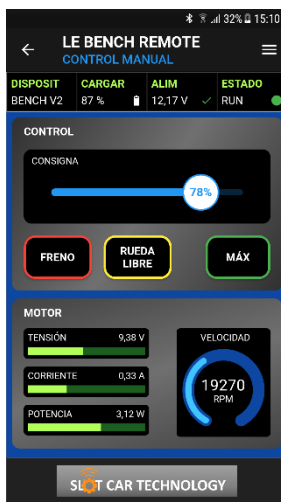 32% 15:10
LE BENCH REMOTE
CONTROL MANUAL
DISPOSIT CARGAR ALIM ESTADO
BENCH V2 87 % 12,17 V RUN
CONTROL
CONSIGNA
78%
FRENO
RUEDA
LIBRE
MÁX
MOTOR
TENSIÓN 9,38 V
CORRIENTE 0,33 A
POTENCIA 3,12 W
VELOCIDAD
19270
RPM
SLOT CAR TECHNOLOGY